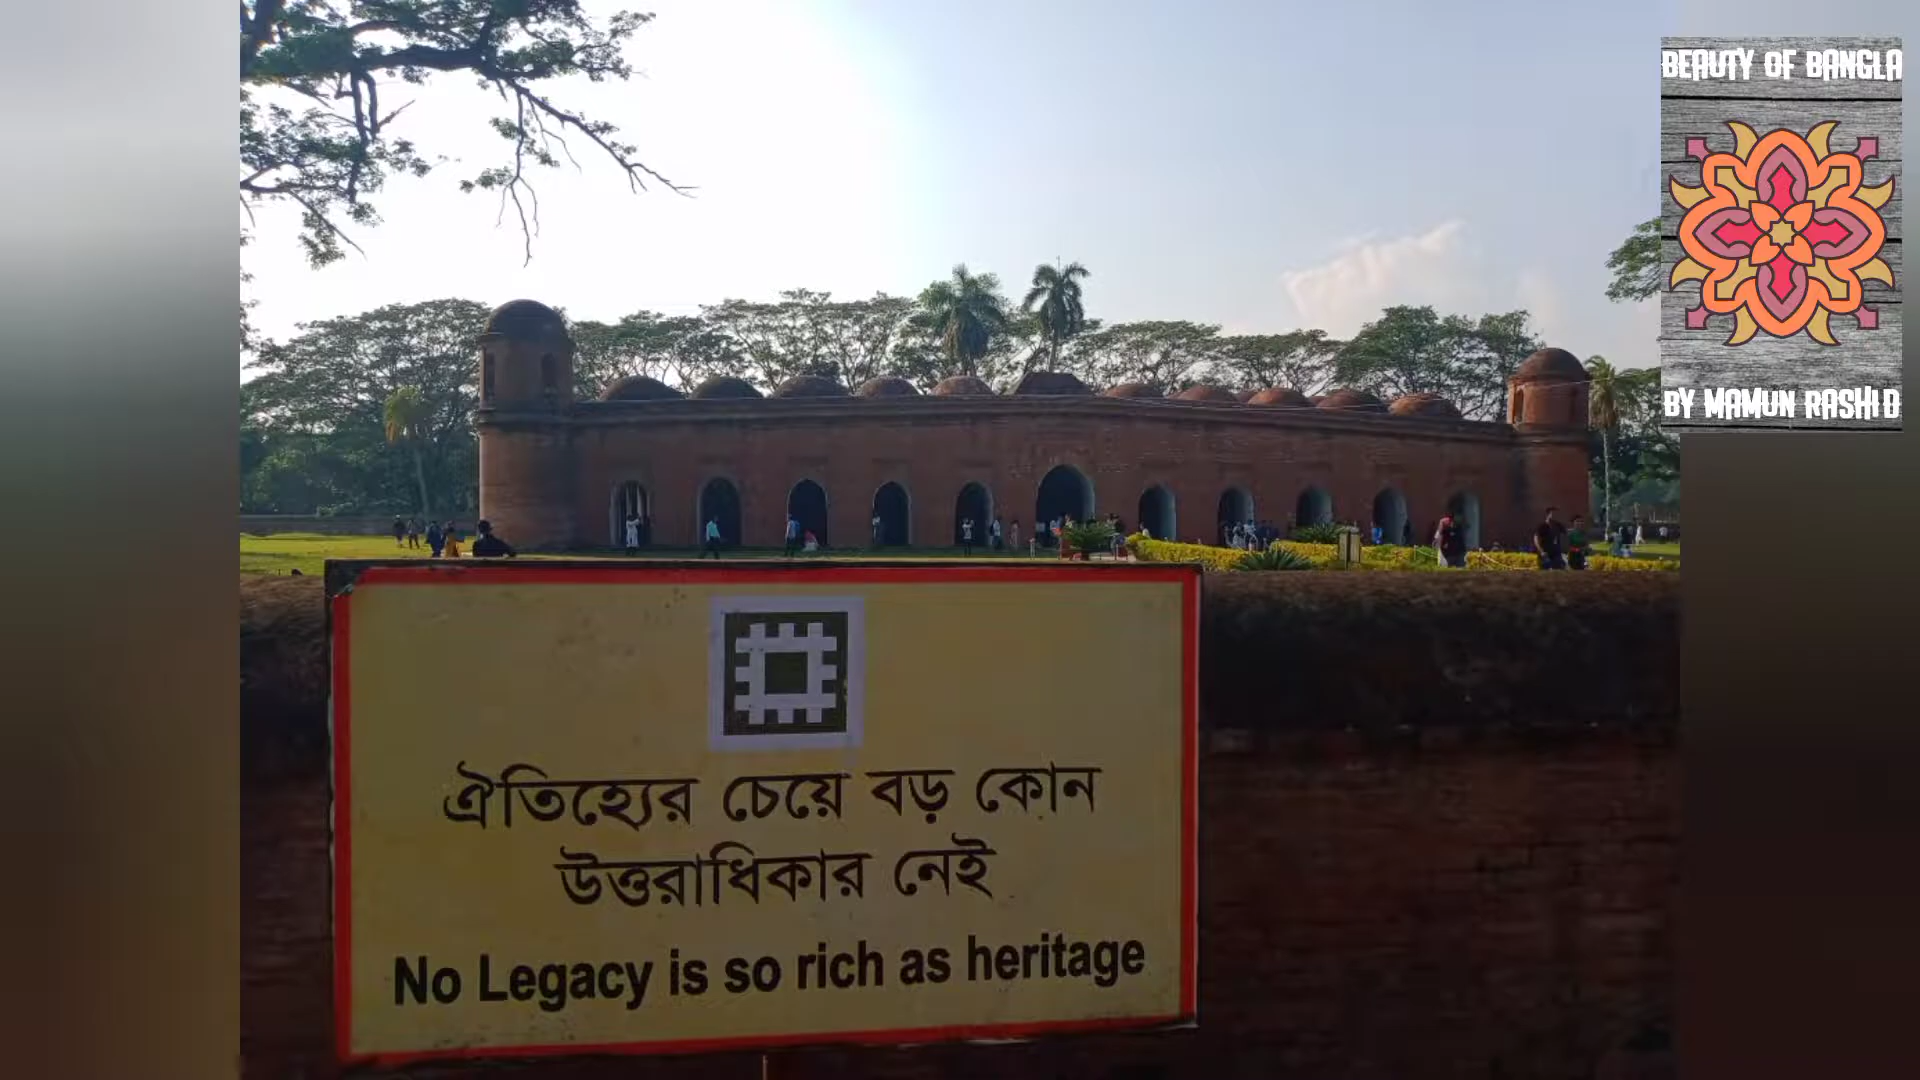 BEAUTY OF BANGLA
BY MAMUN RASHID
ঐতিহ্যের চেয়ে বড় কোন
উত্তরাধিকার নেই
No Legacy is so rich as heritage